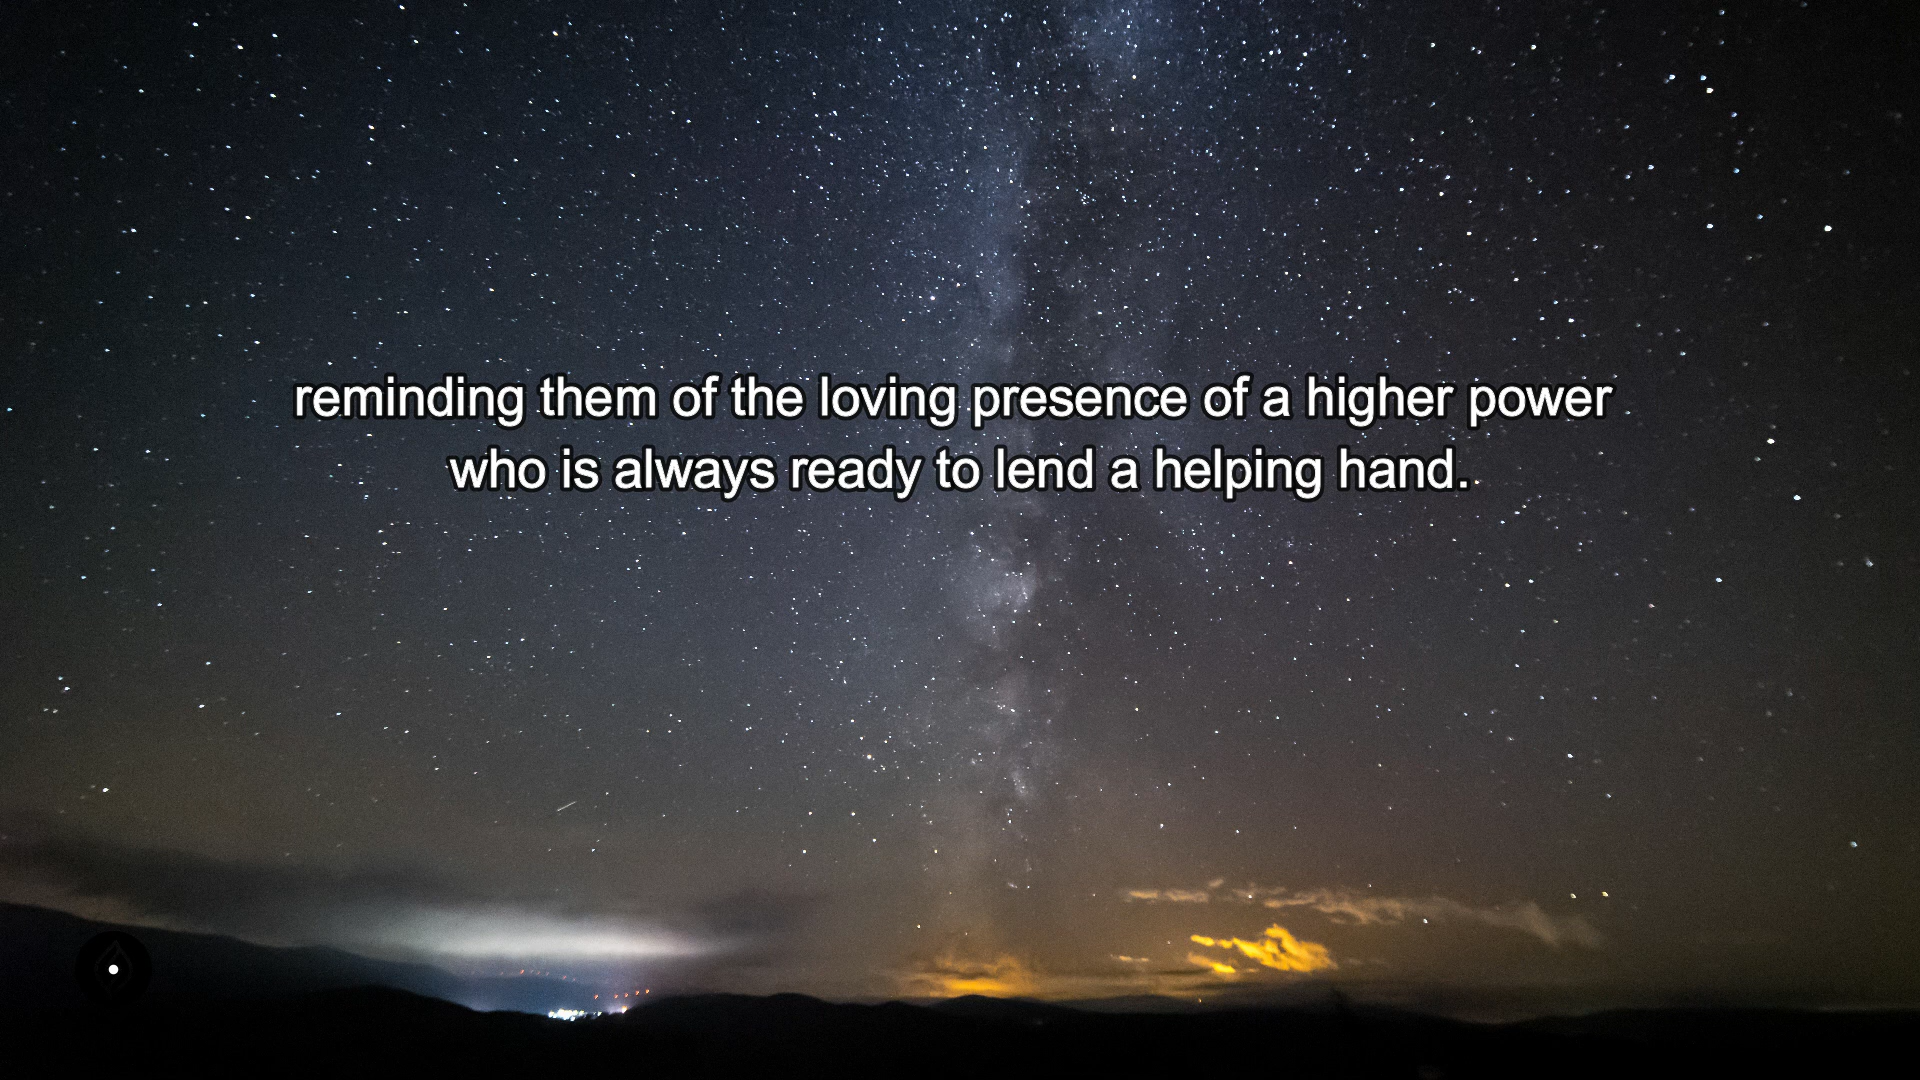 reminding them of the loving presence of a higher power
who is always ready to lend a helping hand.